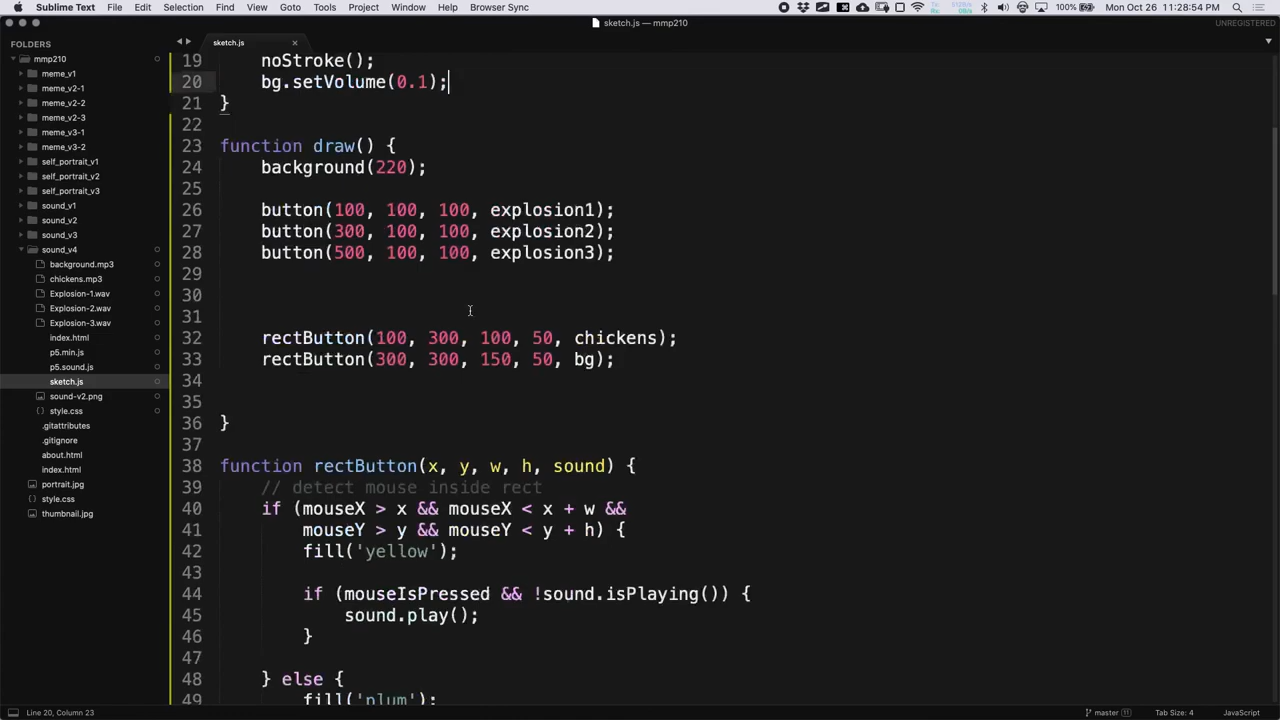 Sublime Text File Edit Selection Find View Goto Tools Project Window Help Browser Sync 100% Mon Oct 26 11:28:54
sketch.js — mmp210 UNREGISTERED
FOLDERS
mmp210
meme_v1
meme_v2-1
meme_v2-2
meme_v2-3
meme_v3-1
meme_v3-2
self_portrait_v1
self_portrait_v2
self_portrait_v3
sound_v1
sound_v2
sound_v3
sound_v4
background.mp3
chickens.mp3
Explosion-1.wav
Explosion-2.wav
Explosion-3.wav
index.html
p5.min.js
p5.sound.js
sketch.js
sound-v2.png
style.css
.gitattributes
.gitignore
about.html
index.html
portrait.jpg
style.css
thumbnail.jpg
sketch.js
19 noStroke();
20 bg.setVolume(0.1);
21 }
22
23 function draw() {
24 background(220);
25
26 button(100, 100, 100, explosion1);
27 button(300, 100, 100, explosion2);
28 button(500, 100, 100, explosion3);
29
30
31
32 rectButton(100, 300, 100, 50, chickens);
33 rectButton(300, 300, 150, 50, bg);
34
35
36 }
37
38 function rectButton(x, y, w, h, sound) {
39 // detect mouse inside rect
40 if (mouseX > x && mouseX < x + w &&
41 mouseY > y && mouseY < y + h) {
42 fill('yellow');
43
44 if (mouseIsPressed && !sound.isPlaying()) {
45 sound.play();
46 }
47
48 } else {
49 fill('plum');
Line 20, Column 23 master 11 Tab Size: 4 JavaScript